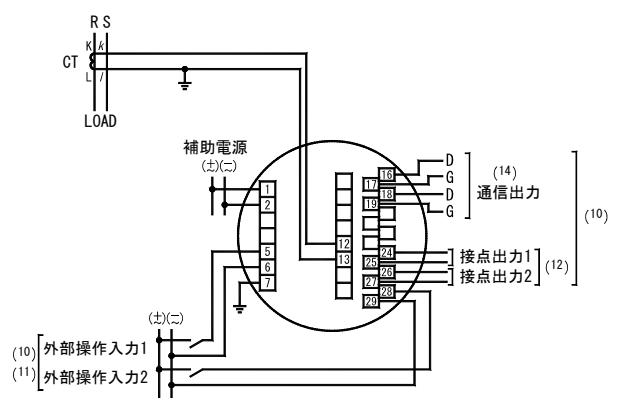 R S
K k
CT
L l
LOAD
補助電源
(±)(∓)
1
2
5
6
7
12
13
16
17
18
19
24
25
26
27
28
29
D
G
D
G
(14)
通信出力
(10)
接点出力1
接点出力2
(12)
(±)(∓)
(10)
(11)
外部操作入力1
外部操作入力2